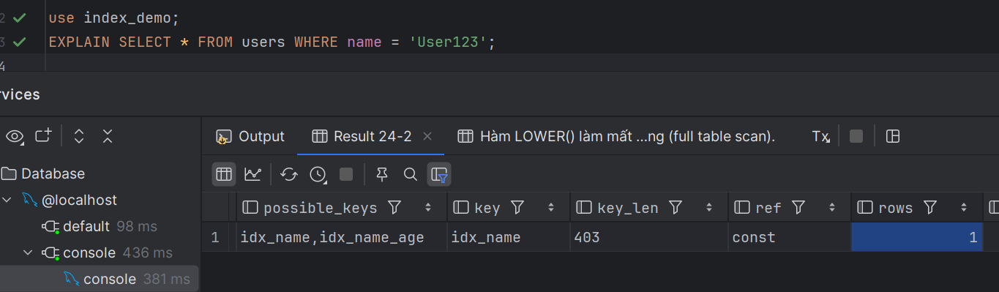 2 use index_demo;
3 EXPLAIN SELECT * FROM users WHERE name = 'User123';
4
rvices
Output Result 24-2 Hàm LOWER() làm mất ...ng (full table scan). Tx
Database
@localhost
default 98 ms
console 436 ms
console 381 ms
possible_keys key key_len ref rows
1 idx_name,idx_name_age idx_name 403 const 1